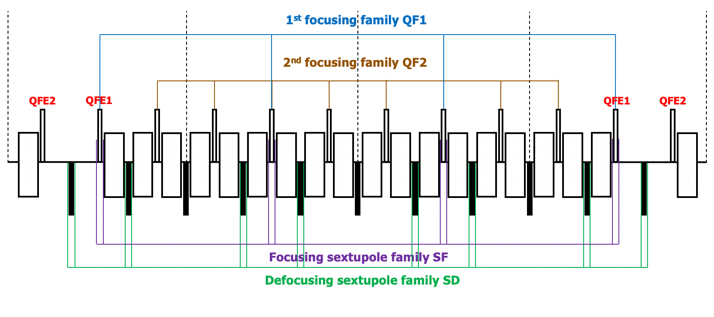 1st focusing family QF1
2nd focusing family QF2
QFE2
QFE1
QFE1
QFE2
Focusing sextupole family SF
Defocusing sextupole family SD